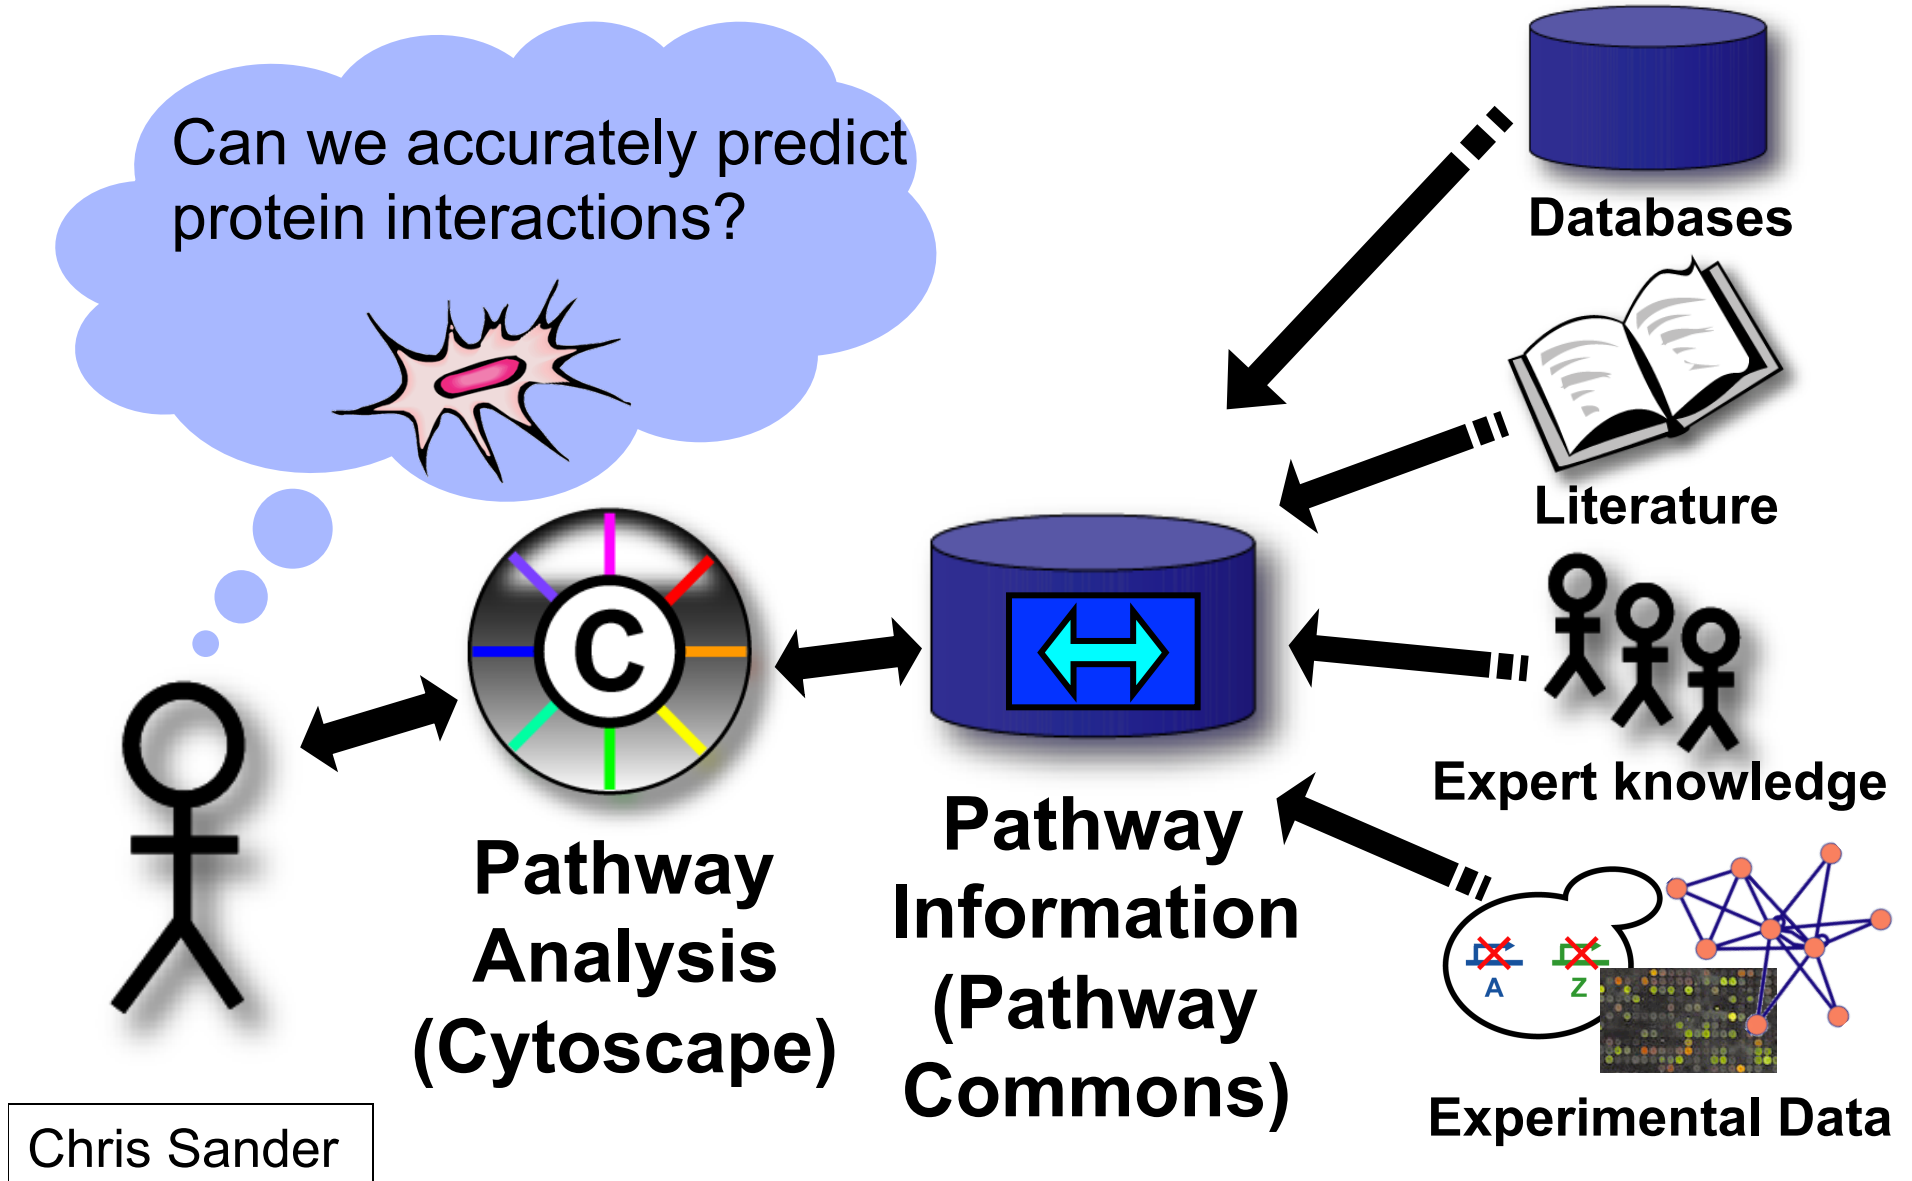 Can we accurately predict
protein interactions?
Databases
Literature
Expert knowledge
A
Z
Experimental Data
C
Pathway
Analysis
(Cytoscape)
Pathway
Information
(Pathway
Commons)
Chris Sander